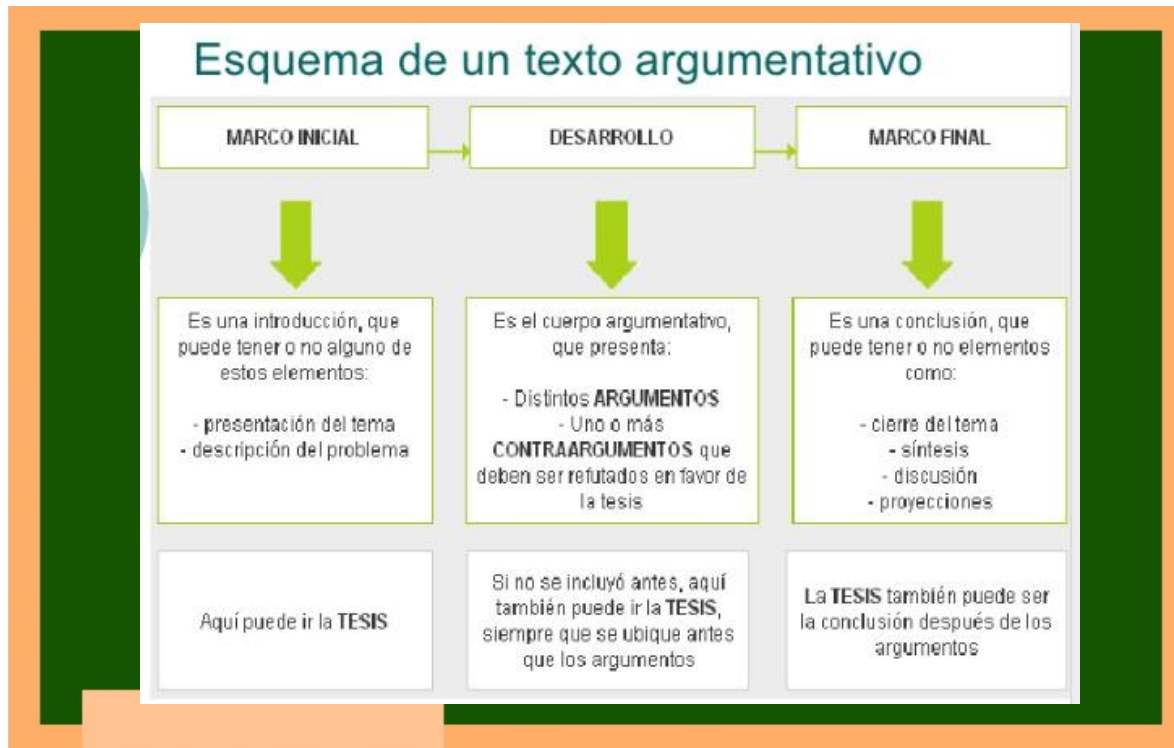 Esquema de un texto argumentativo
MARCO INICIAL
DESARROLLO
MARCO FINAL
Es una introducción, que
puede tener o no alguno de
estos elementos:
- presentación del tema
- descripción del problema
Es el cuerpo argumentativo,
que presenta:
- Distintos ARGUMENTOS
- Uno o más
CONTRAARGUMENTOS que
deben ser refutados en favor de
la tesis
Es una conclusión, que
puede tener o no elementos
como:
- cierre del tema
- síntesis
- discusión
- proyecciones
Aquí puede ir la TESIS
Si no se incluyó antes, aquí
también puede ir la TESIS,
siempre que se ubique antes
que los argumentos
La TESIS también puede ser
la conclusión después de los
argumentos